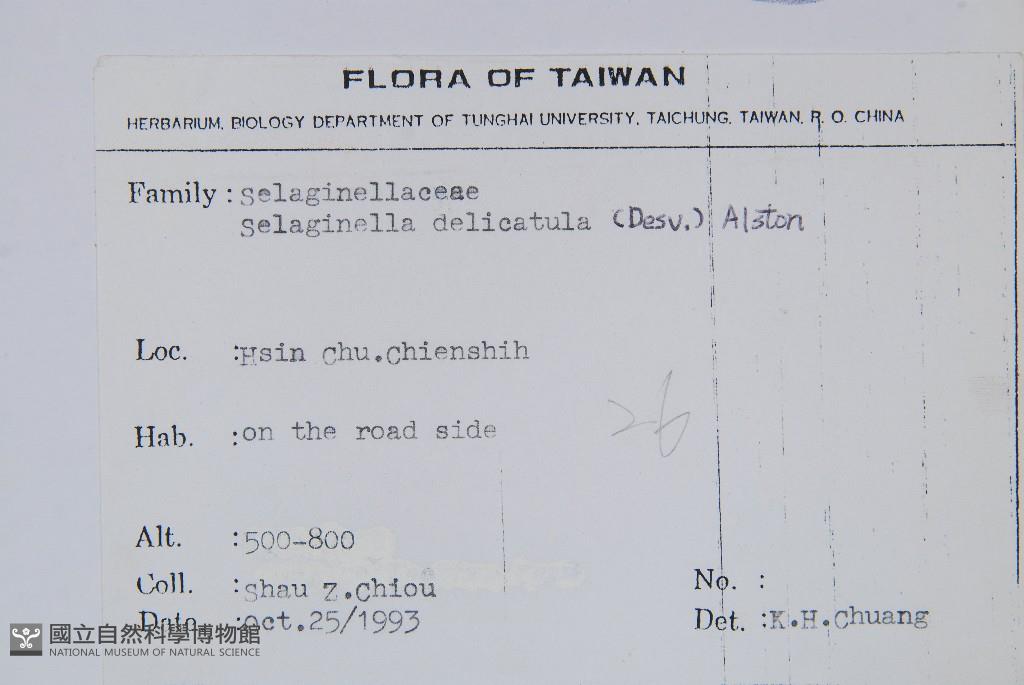 FLORA OF TAIWAN
HERBARIUM, BIOLOGY DEPARTMENT OF TUNGHAI UNIVERSITY, TAICHUNG, TAIWAN, R. O. CHINA
Family : Selaginellaceae
Selaginella delicatula (Desv.) Alston
Loc. :Hsin Chu.Chienshih
26
Hab. :on the road side
Alt. :500-800
Coll. :Shau Z.Chiou No. :
Date :Oct.25/1993 Det. :K.H.Chuang
國立自然科學博物館
NATIONAL MUSEUM OF NATURAL SCIENCE